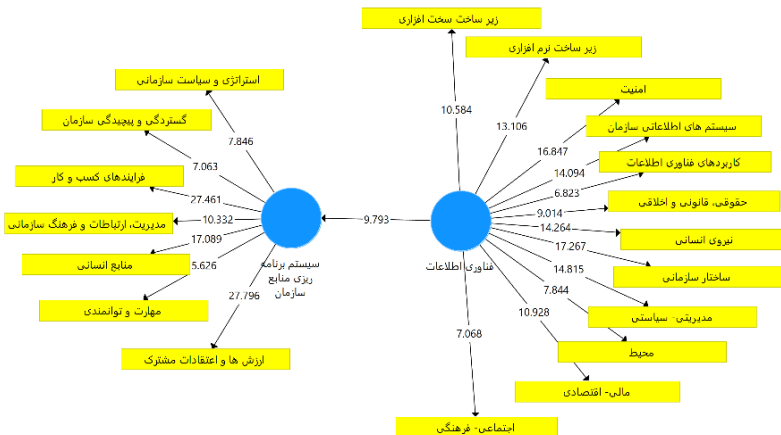 زیر ساخت سخت افزاری
زیر ساخت نرم افزاری
امنیت
سیستم های اطلاعاتی سازمان
کاربردهای فناوری اطلاعات
حقوقی، قانونی و اخلاقی
نیروی انسانی
ساختار سازمانی
مدیریتی- سیاستی
محیط
مالی- اقتصادی
اجتماعی- فرهنگی
10.584
13.106
16.847
14.094
6.823
9.014
14.264
17.267
14.815
7.844
10.928
7.068
فناوری اطلاعات
9.793
سیستم برنامه
ریزی منابع
سازمان
7.846
7.063
27.461
10.332
17.089
5.626
27.796
استراتژی و سیاست سازمانی
گستردگی و پیچیدگی سازمان
فرایندهای کسب و کار
مدیریت، ارتباطات و فرهنگ سازمانی
منابع انسانی
مهارت و توانمندی
ارزش ها و اعتقادات مشترک